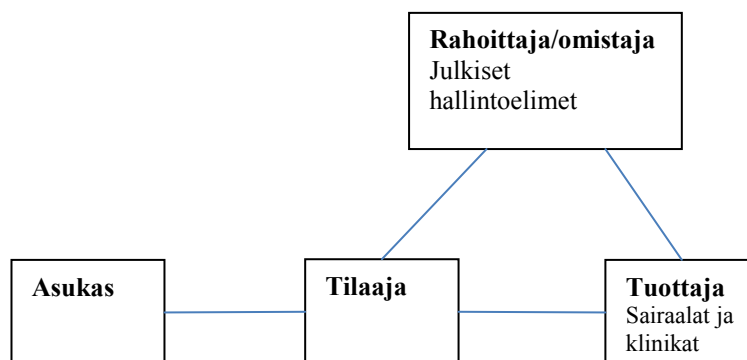 Rahoittaja/omistaja
Julkiset
hallintoelimet
Asukas
Tilaaja
Tuottaja
Sairaalat ja
klinikat